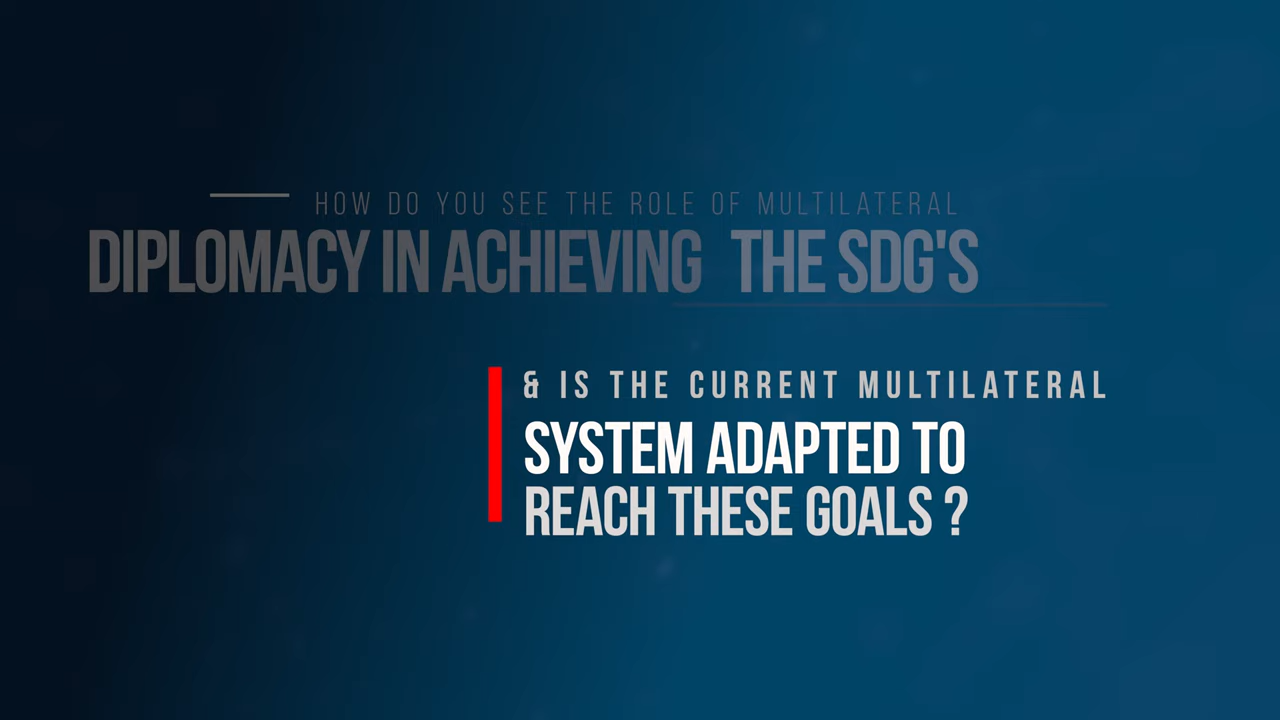 HOW DO YOU SEE THE ROLE OF MULTILATERAL
DIPLOMACY IN ACHIEVING THE SDG'S
& IS THE CURRENT MULTILATERAL
SYSTEM ADAPTED TO
REACH THESE GOALS ?